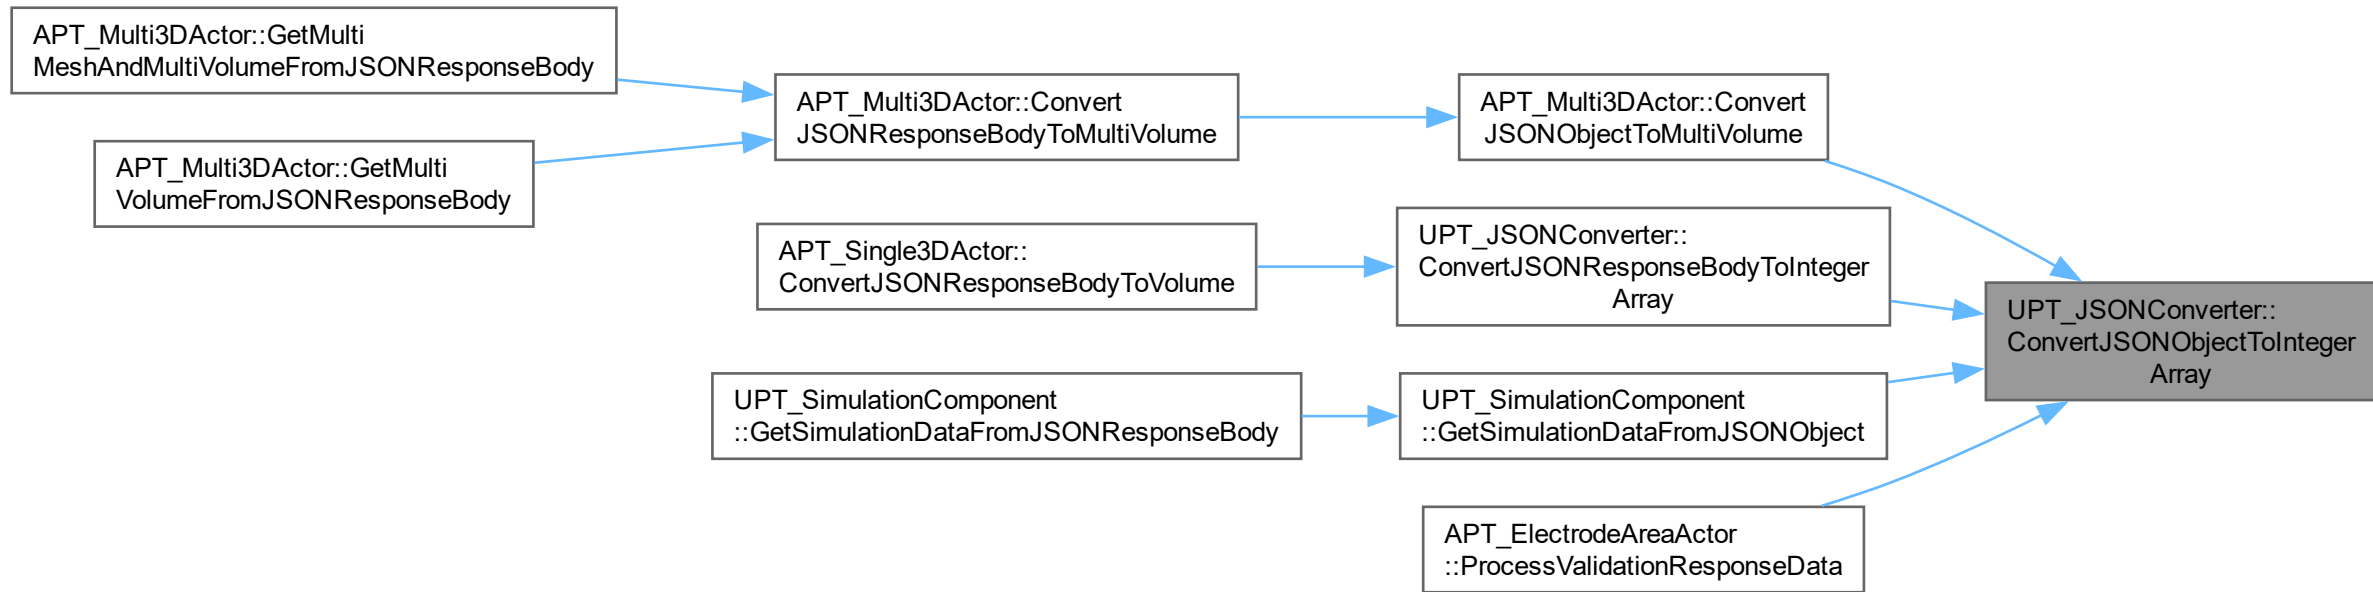 APT_Multi3DActor::GetMulti
MeshAndMultiVolumeFromJSONResponseBody
APT_Multi3DActor::GetMulti
VolumeFromJSONResponseBody
APT_Multi3DActor::Convert
JSONResponseBodyToMultiVolume
APT_Multi3DActor::Convert
JSONObjectToMultiVolume
APT_Single3DActor::
ConvertJSONResponseBodyToVolume
UPT_JSONConverter::
ConvertJSONResponseBodyToInteger
Array
UPT_SimulationComponent
::GetSimulationDataFromJSONResponseBody
UPT_SimulationComponent
::GetSimulationDataFromJSONObject
APT_ElectrodeAreaActor
::ProcessValidationResponseData
UPT_JSONConverter::
ConvertJSONObjectToInteger
Array